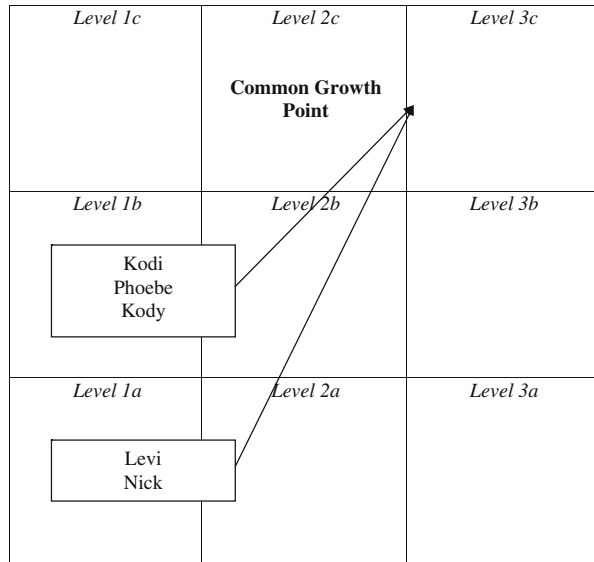 Level 1c
Level 2c
Level 3c
Common Growth
Point
Level 1b
Level 2b
Level 3b
Kodi
Phoebe
Kody
Level 1a
Level 2a
Level 3a
Levi
Nick